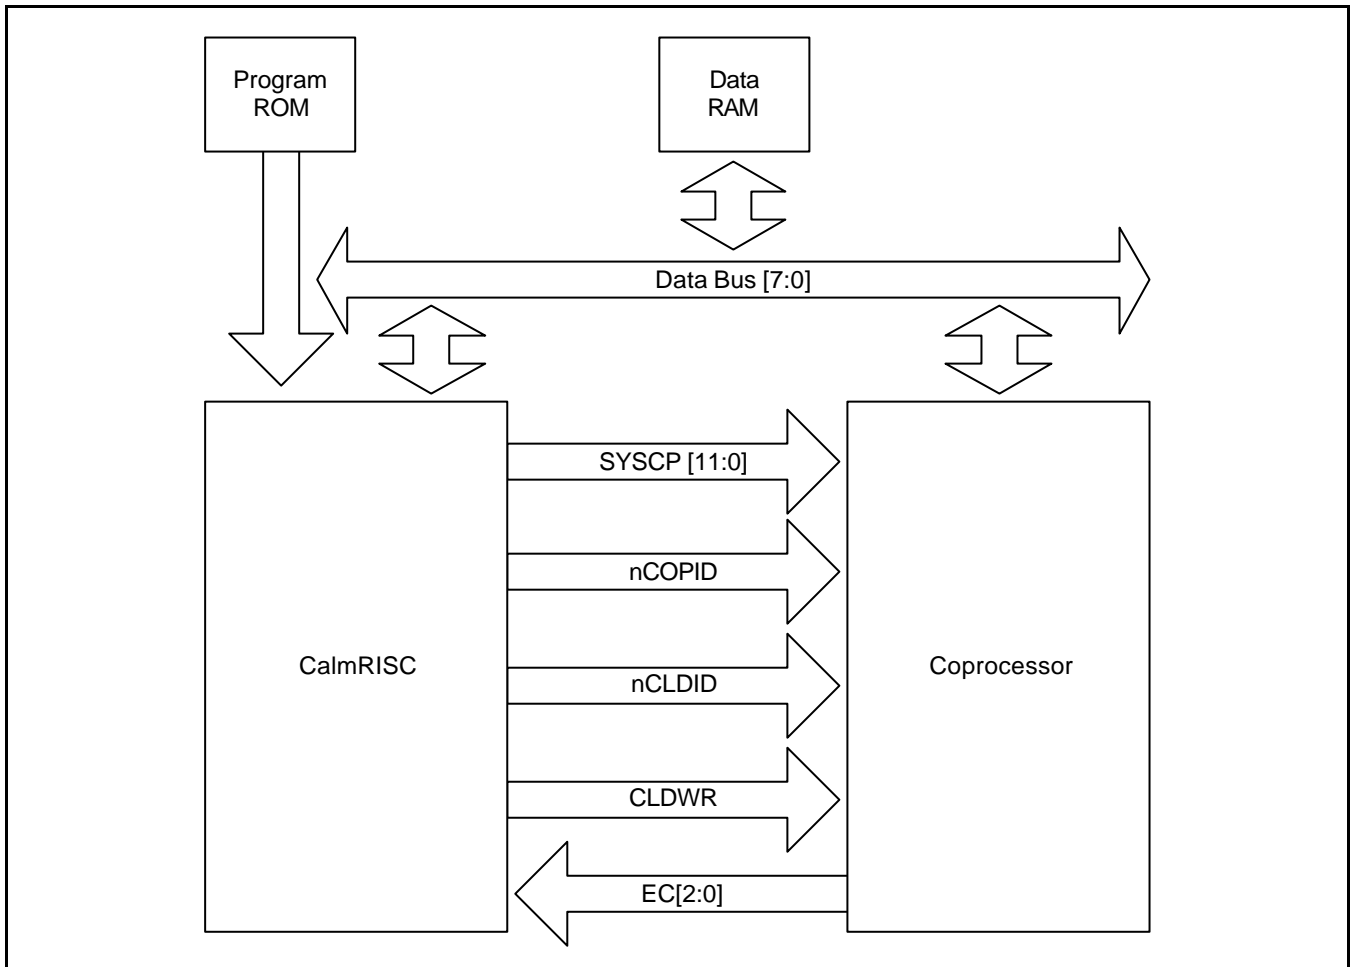 Program
ROM
Data
RAM
Data Bus [7:0]
SYSCP [11:0]
nCOPID
CalmRISC
Coprocessor
nCLDID
CLDWR
EC[2:0]